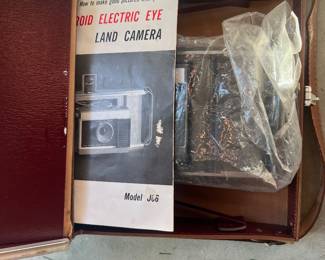 How to make good pictures with
ROID ELECTRIC EYE
LAND CAMERA
Model J66